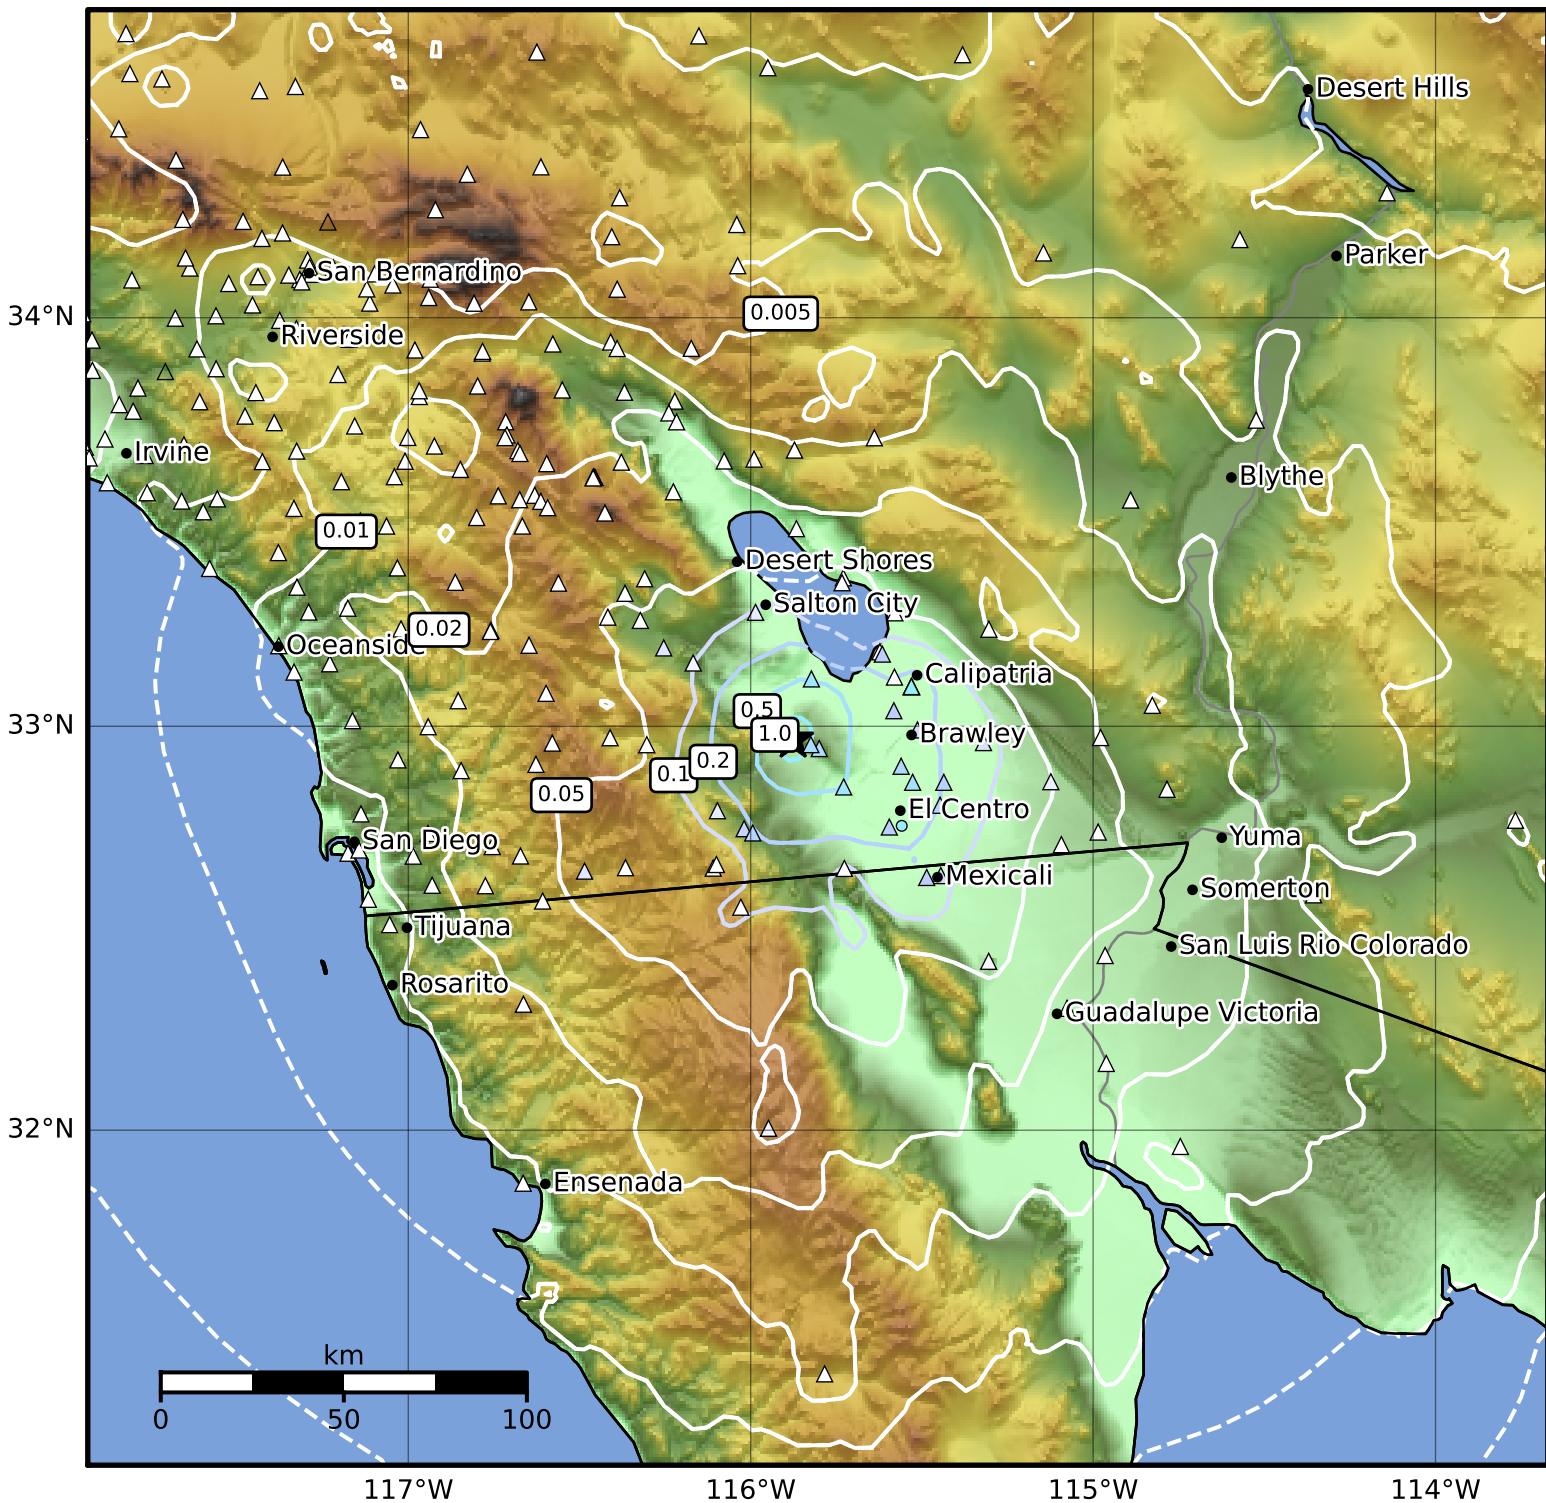 Desert Hills
Parker
San Bernardino
34°N
0.005
Riverside
Irvine
Blythe
0.01
Desert Shores
Salton City
0.02
Oceanside
Calipatria
0.5
33°N
1.0
Brawley
0.2
0.1
0.05
El Centro
San Diego
Yuma
Mexicali
Somerton
Tijuana
San Luis Rio Colorado
Rosarito
Guadalupe Victoria
32°N
Ensenada
km
0 50 100
117°W 116°W 115°W 114°W